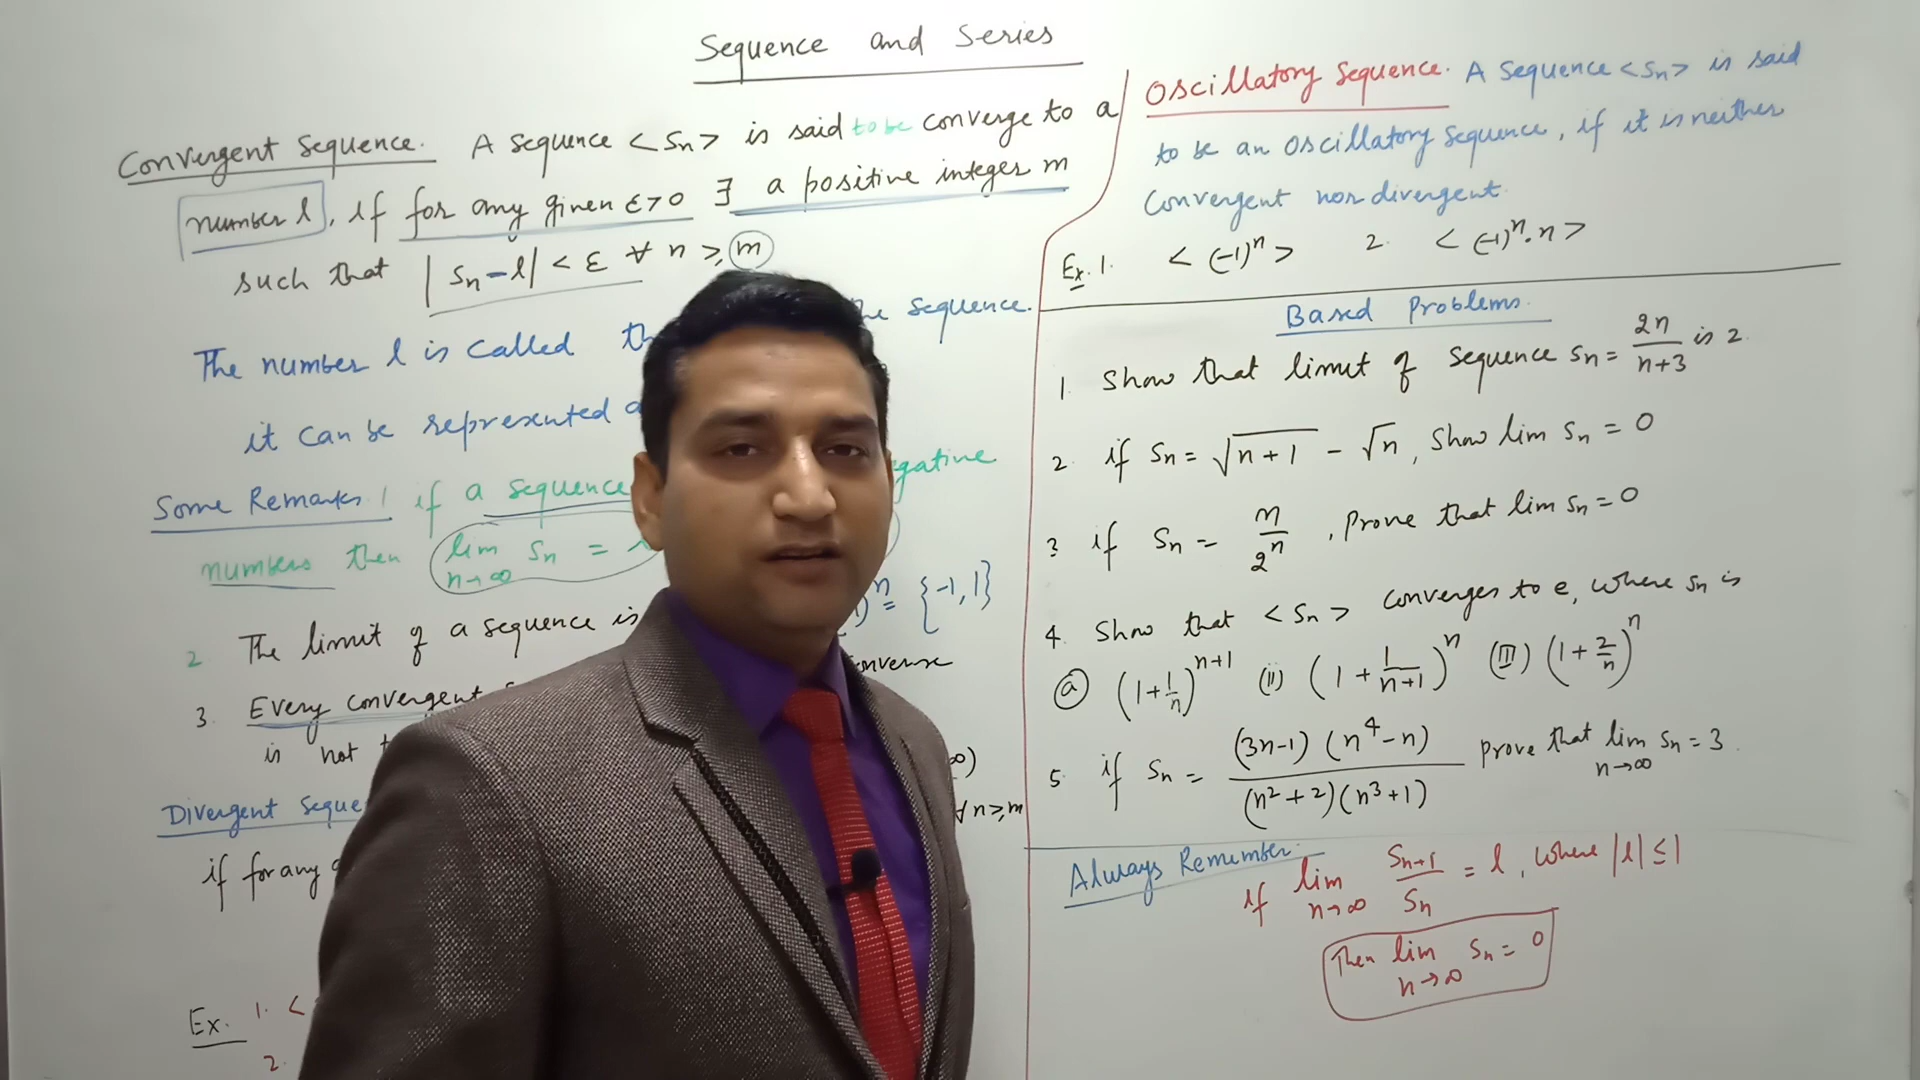 Sequence and Series
Convergent Sequence. A sequence <Sn> is said to be converge to a
number l, if for any given ε>0 ∃ a positive integer m
such that |Sn-l| < ε ∀ n ≥ m
The number l is called sequence.
it can be represented
Some Remarks 1 if a sequence
numbers then lim n→∞ Sn =
)^n = {-1,1}
2 The limit of a sequence is
3. Every convergent
is not ∞)
Divergent ∀ n ≥ m
if for any
Ex. 1. <
2.
Oscillatory Sequence. A sequence <Sn> is said
to be an oscillatory sequence, if it is neither
Convergent nor divergent.
Ex. 1. < (-1)^n > 2. < (-1)^n . n >
Based Problems.
1. Show that limit of sequence Sn = 2n/(n+3) is 2.
2. if Sn = √(n+1) - √n, Show lim Sn = 0
3 if Sn = n/2^n, Prove that lim Sn = 0
4. Show that <Sn> converges to e, where Sn is
(a) (1+1/n)^(n+1) (ii) (1+1/(n+1))^n (III) (1+2/n)^n
5. if Sn = (3n-1)(n^4-n)/((n^2+2)(n^3+1)) prove that lim n→∞ Sn = 3.
Always Remember.
if lim n→∞ Sn+1/Sn = l, where |l| ≤ 1
Then lim n→∞ Sn = 0